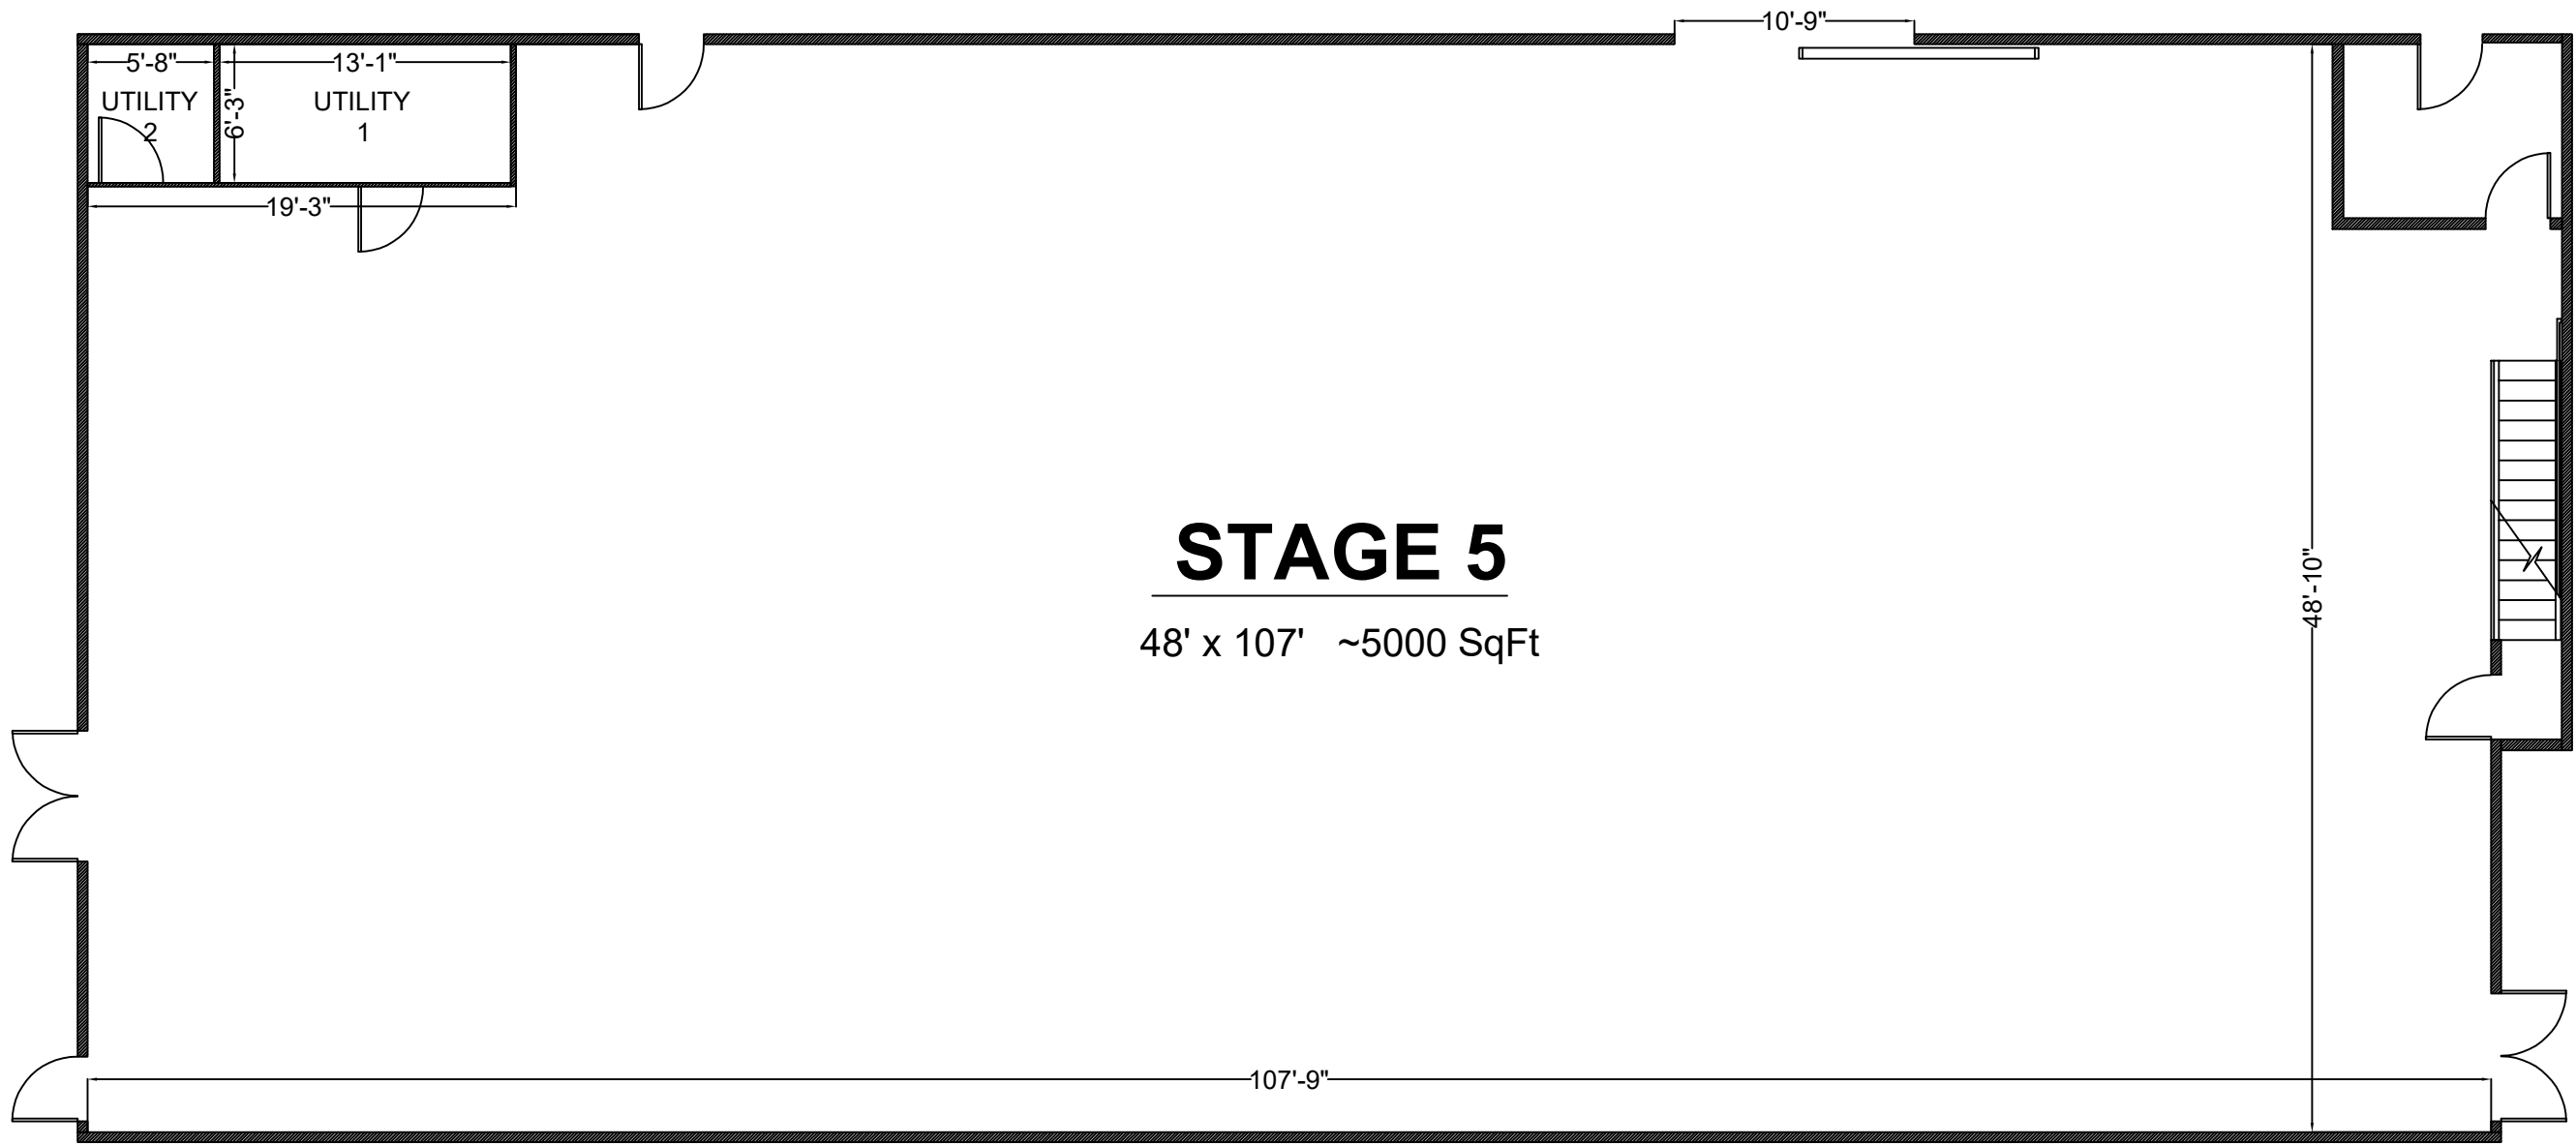 10'-9"
5'-8"
13'-1"
UTILITY
2
6'-3"
UTILITY
1
19'-3"
STAGE 5
48' x 107' ~5000 SqFt
48'-10"
107'-9"